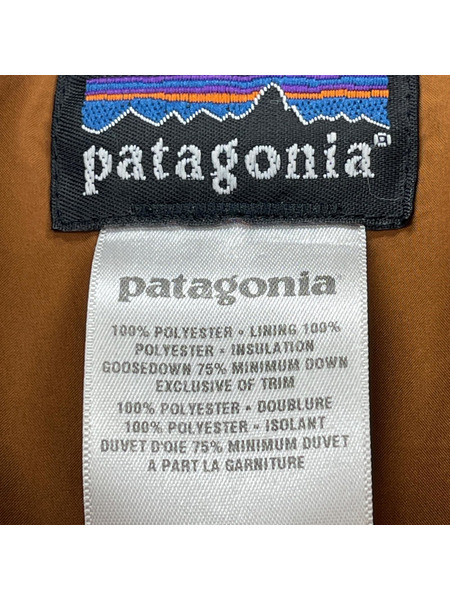 patagonia®
patagonia®
100% POLYESTER • LINING 100%
POLYESTER • INSULATION
GOOSEDOWN 75% MINIMUM DOWN
EXCLUSIVE OF TRIM
100% POLYESTER • DOUBLURE
100% POLYESTER • ISOLANT
DUVET D'OIE 75% MINIMUM DUVET
À PART LA GARNITURE